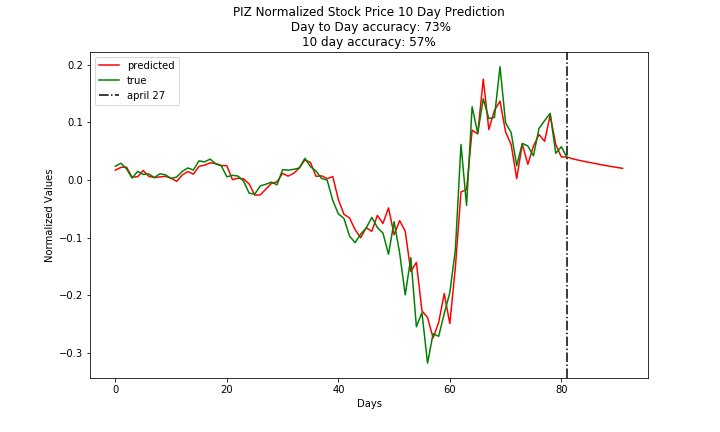 PIZ Normalized Stock Price 10 Day Prediction
Day to Day accuracy: 73%
10 day accuracy: 57%
predicted
true
april 27
0.2
0.1
0.0
−0.1
−0.2
−0.3
Normalized Values
0 20 40 60 80
Days